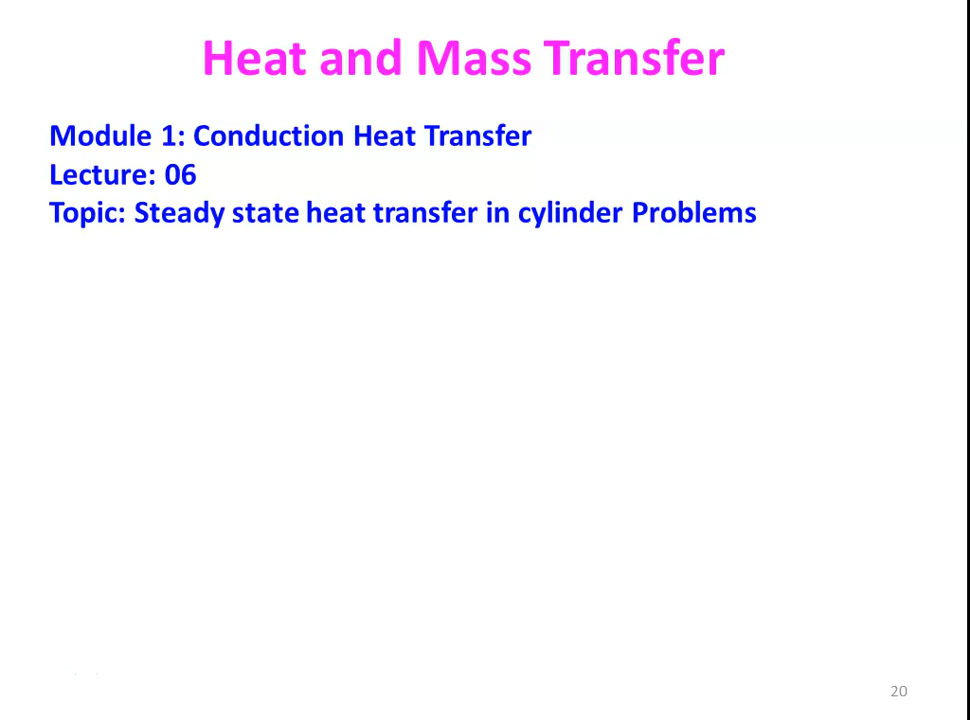 Heat and Mass Transfer
Module 1: Conduction Heat Transfer
Lecture: 06
Topic: Steady state heat transfer in cylinder Problems
20